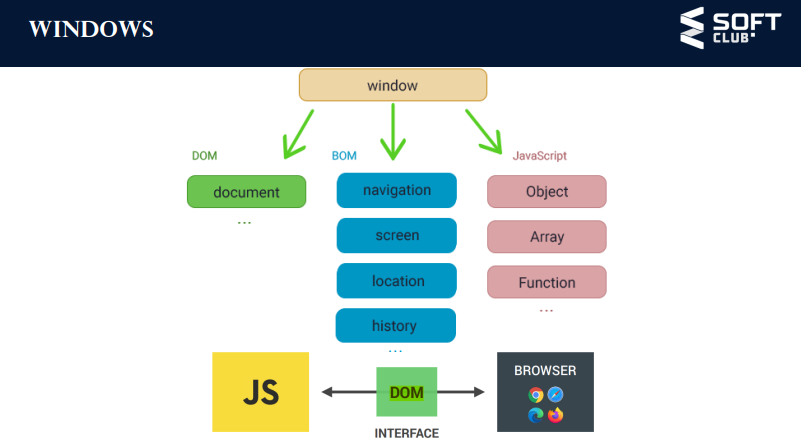 WINDOWS
SOFT
CLUB
window
DOM
BOM
JavaScript
document
...
navigation
screen
location
history
...
Object
Array
Function
...
JS
DOM
INTERFACE
BROWSER